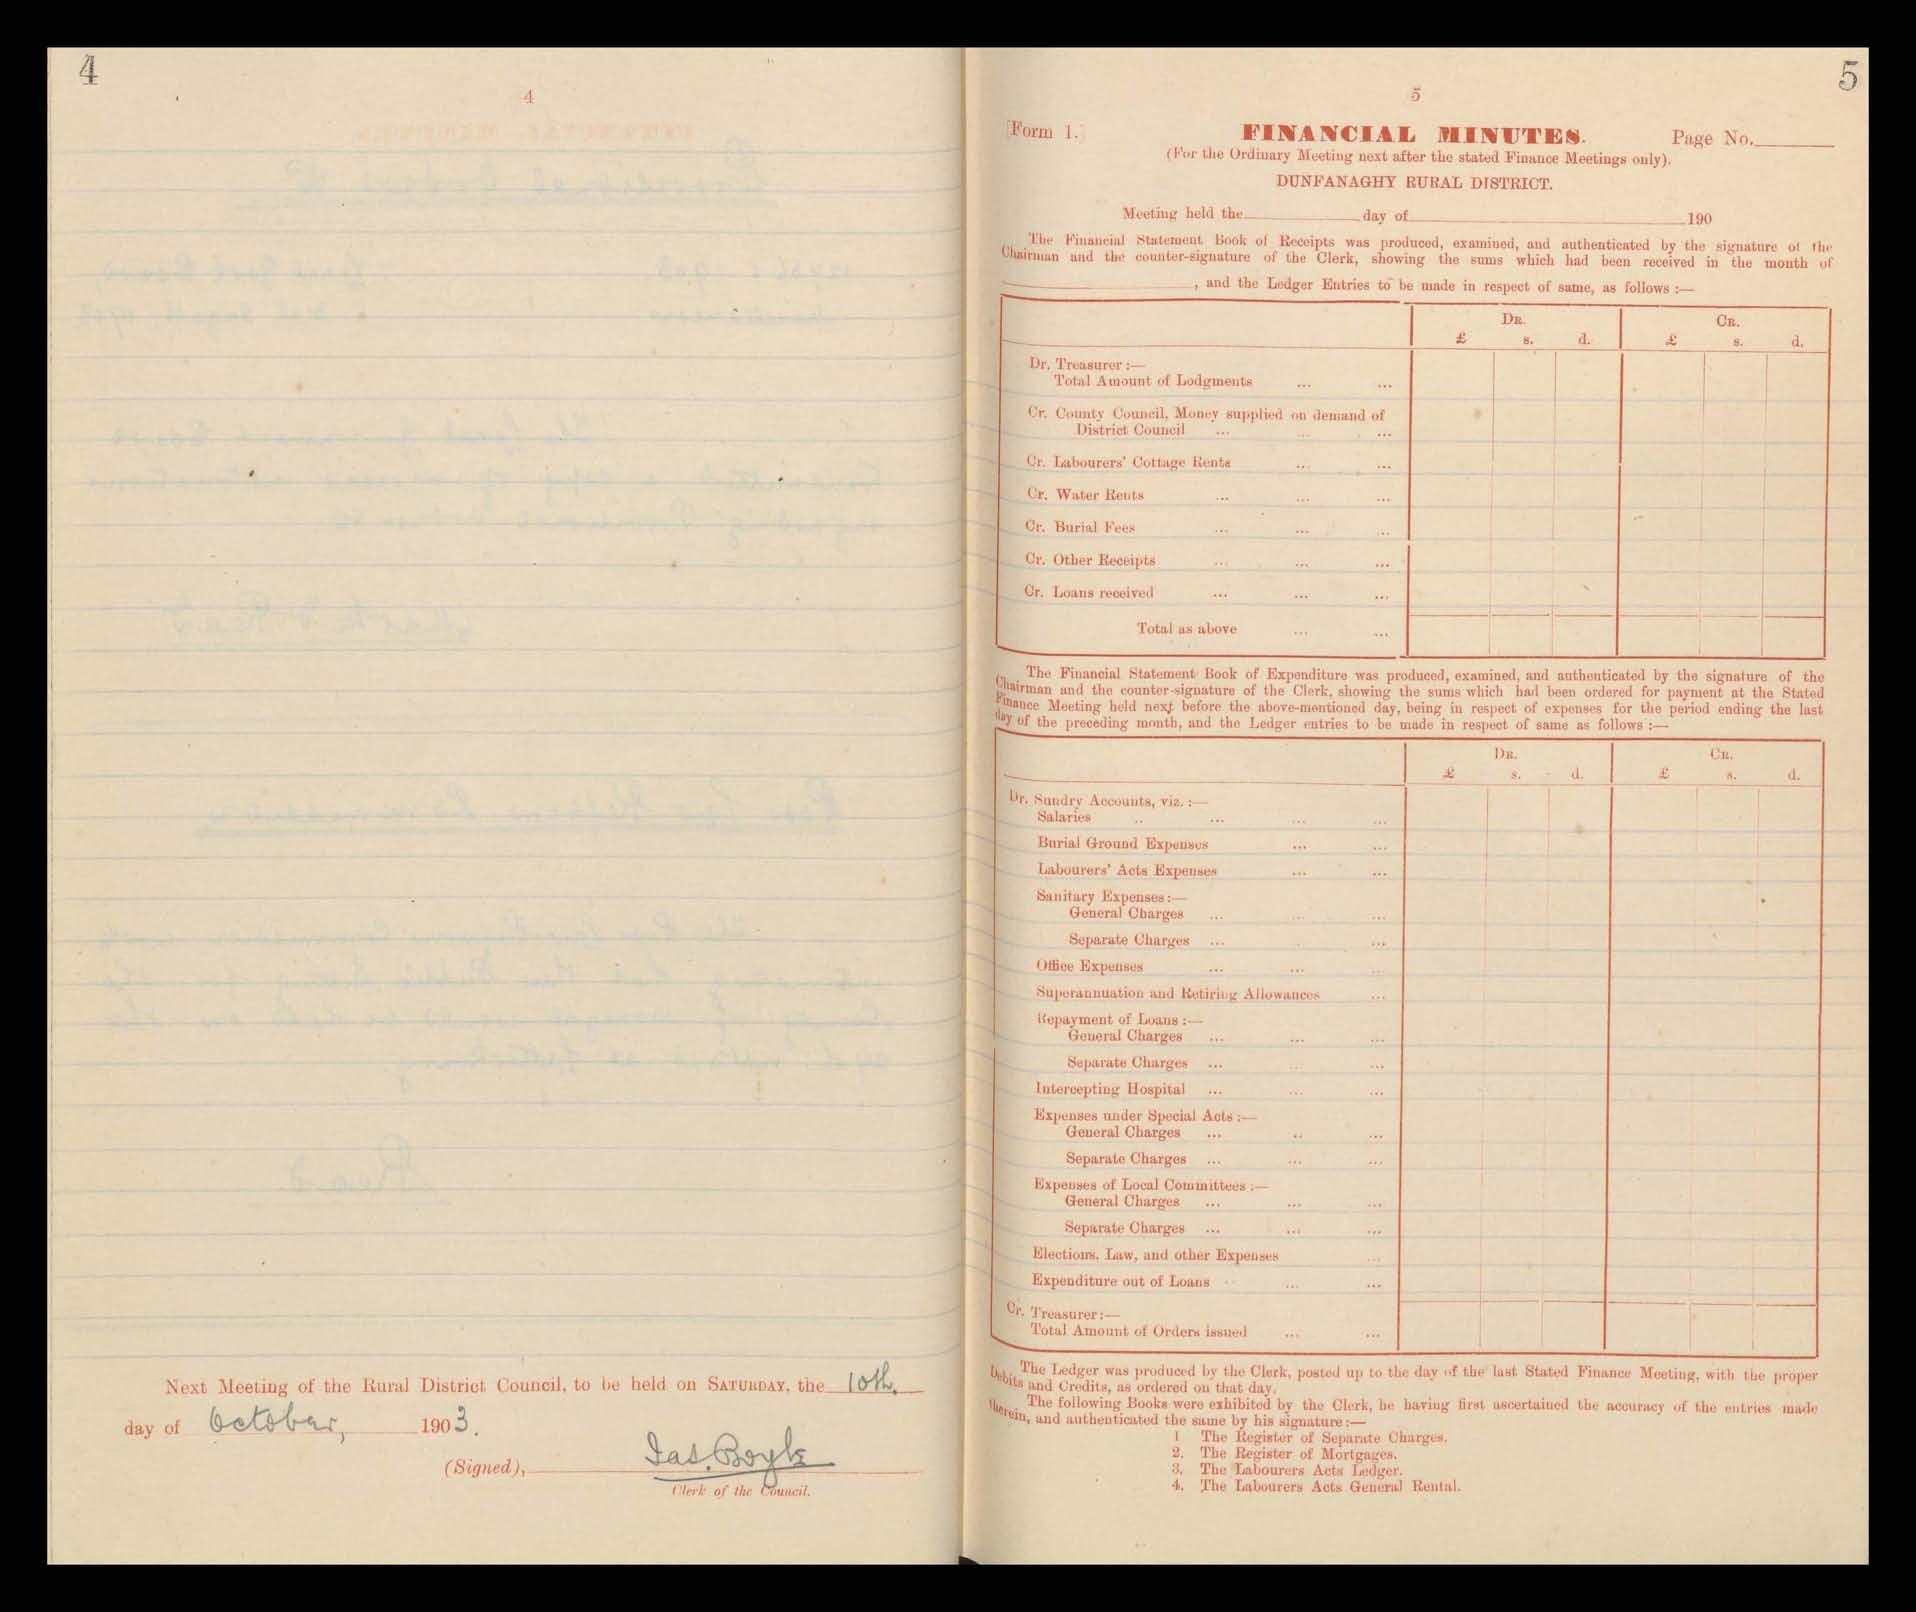 4
4
Next Meeting of the Rural District Council, to be held on SATURDAY, the 10th,
day of October, 1903.
(Signed), Jas. Boyle
Clerk of the Council.
5
5
[Form 1.]
FINANCIAL MINUTES.
Page No.
(For the Ordinary Meeting next after the stated Finance Meetings only).
DUNFANAGHY RURAL DISTRICT.
Meeting held the day of 190
The Financial Statement Book of Receipts was produced, examined, and authenticated by the signature of the
Chairman and the counter-signature of the Clerk, showing the sums which had been received in the month of
, and the Ledger Entries to be made in respect of same, as follows :—
DR. CR.
£ s. d. £ s. d.
Dr. Treasurer :—
Total Amount of Lodgments ... ...
Cr. County Council, Money supplied on demand of
District Council ... ... ...
Cr. Labourers' Cottage Rents ... ...
Cr. Water Rents ... ... ...
Cr. Burial Fees ... ... ...
Cr. Other Receipts ... ... ...
Cr. Loans received ... ... ...
Total as above ... ...
The Financial Statement Book of Expenditure was produced, examined, and authenticated by the signature of the
Chairman and the counter-signature of the Clerk, showing the sums which had been ordered for payment at the Stated
Finance Meeting held next before the above-mentioned day, being in respect of expenses for the period ending the last
day of the preceding month, and the Ledger entries to be made in respect of same as follows :—
DR. CR.
£ s. d. £ s. d.
Dr. Sundry Accounts, viz. :—
Salaries .. ... ... ...
Burial Ground Expenses ... ...
Labourers' Acts Expenses ... ...
Sanitary Expenses :—
General Charges ... ... ...
Separate Charges ... ... ...
Office Expenses ... ... ...
Superannuation and Retiring Allowances ...
Repayment of Loans :—
General Charges ... ... ...
Separate Charges ... ... ...
Intercepting Hospital ... ... ...
Expenses under Special Acts :—
General Charges ... .. ...
Separate Charges ... ... ...
Expenses of Local Committees :—
General Charges ... ... ...
Separate Charges ... ... ...
Elections, Law, and other Expenses ...
Expenditure out of Loans ... ...
Cr. Treasurer :—
Total Amount of Orders issued ... ...
The Ledger was produced by the Clerk, posted up to the day of the last Stated Finance Meeting, with the proper
Debits and Credits, as ordered on that day.
The following Books were exhibited by the Clerk, he having first ascertained the accuracy of the entries made
therein, and authenticated the same by his signature :—
1 The Register of Separate Charges.
2. The Register of Mortgages.
3. The Labourers Acts Ledger.
4. The Labourers Acts General Rental.